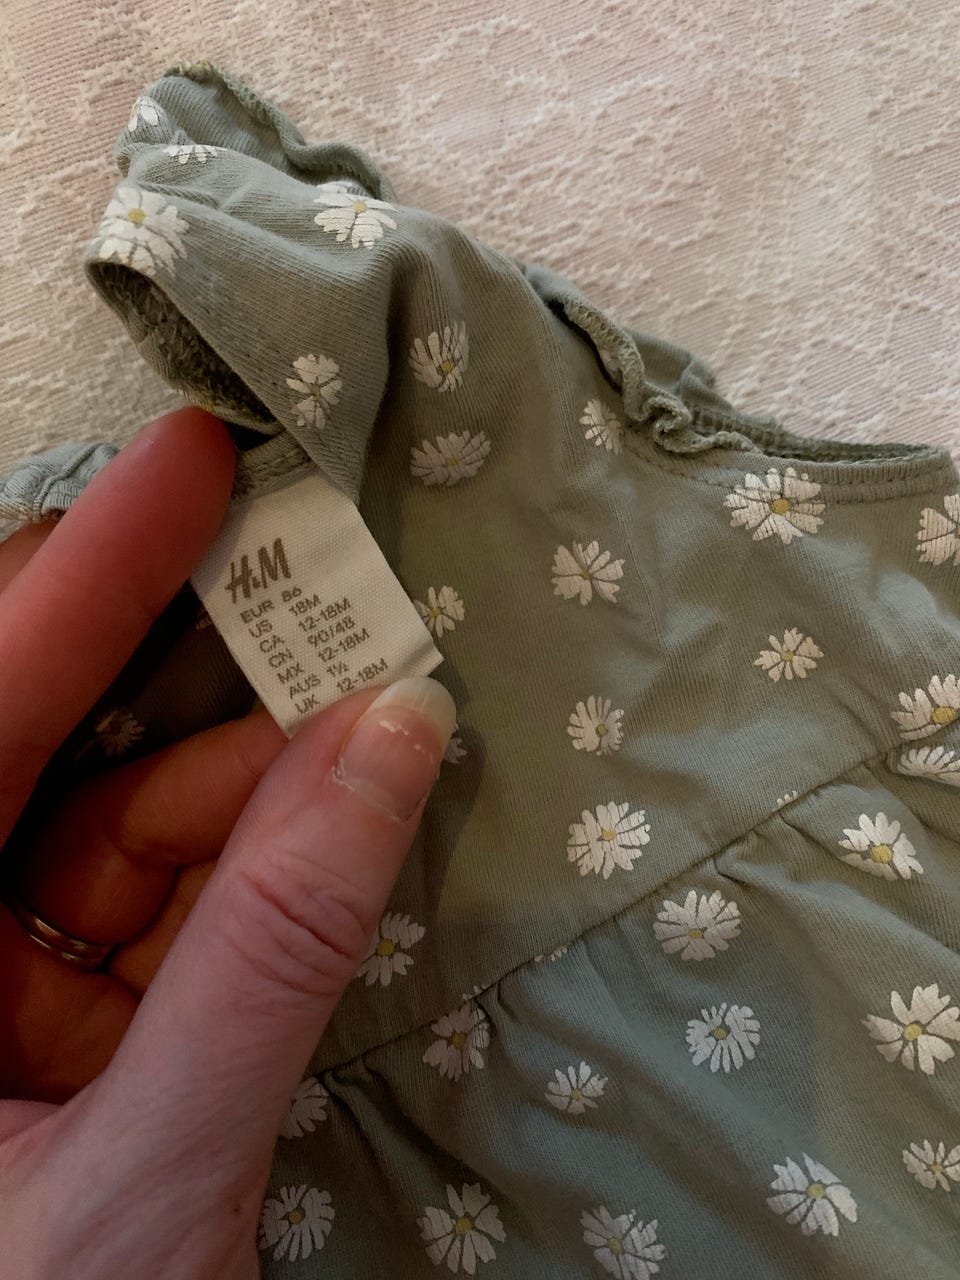 H&M
EUR 86
US 18M
CA 12-18M
CN 90/48
MX 12-18M
AUS 1½
UK 12-18M